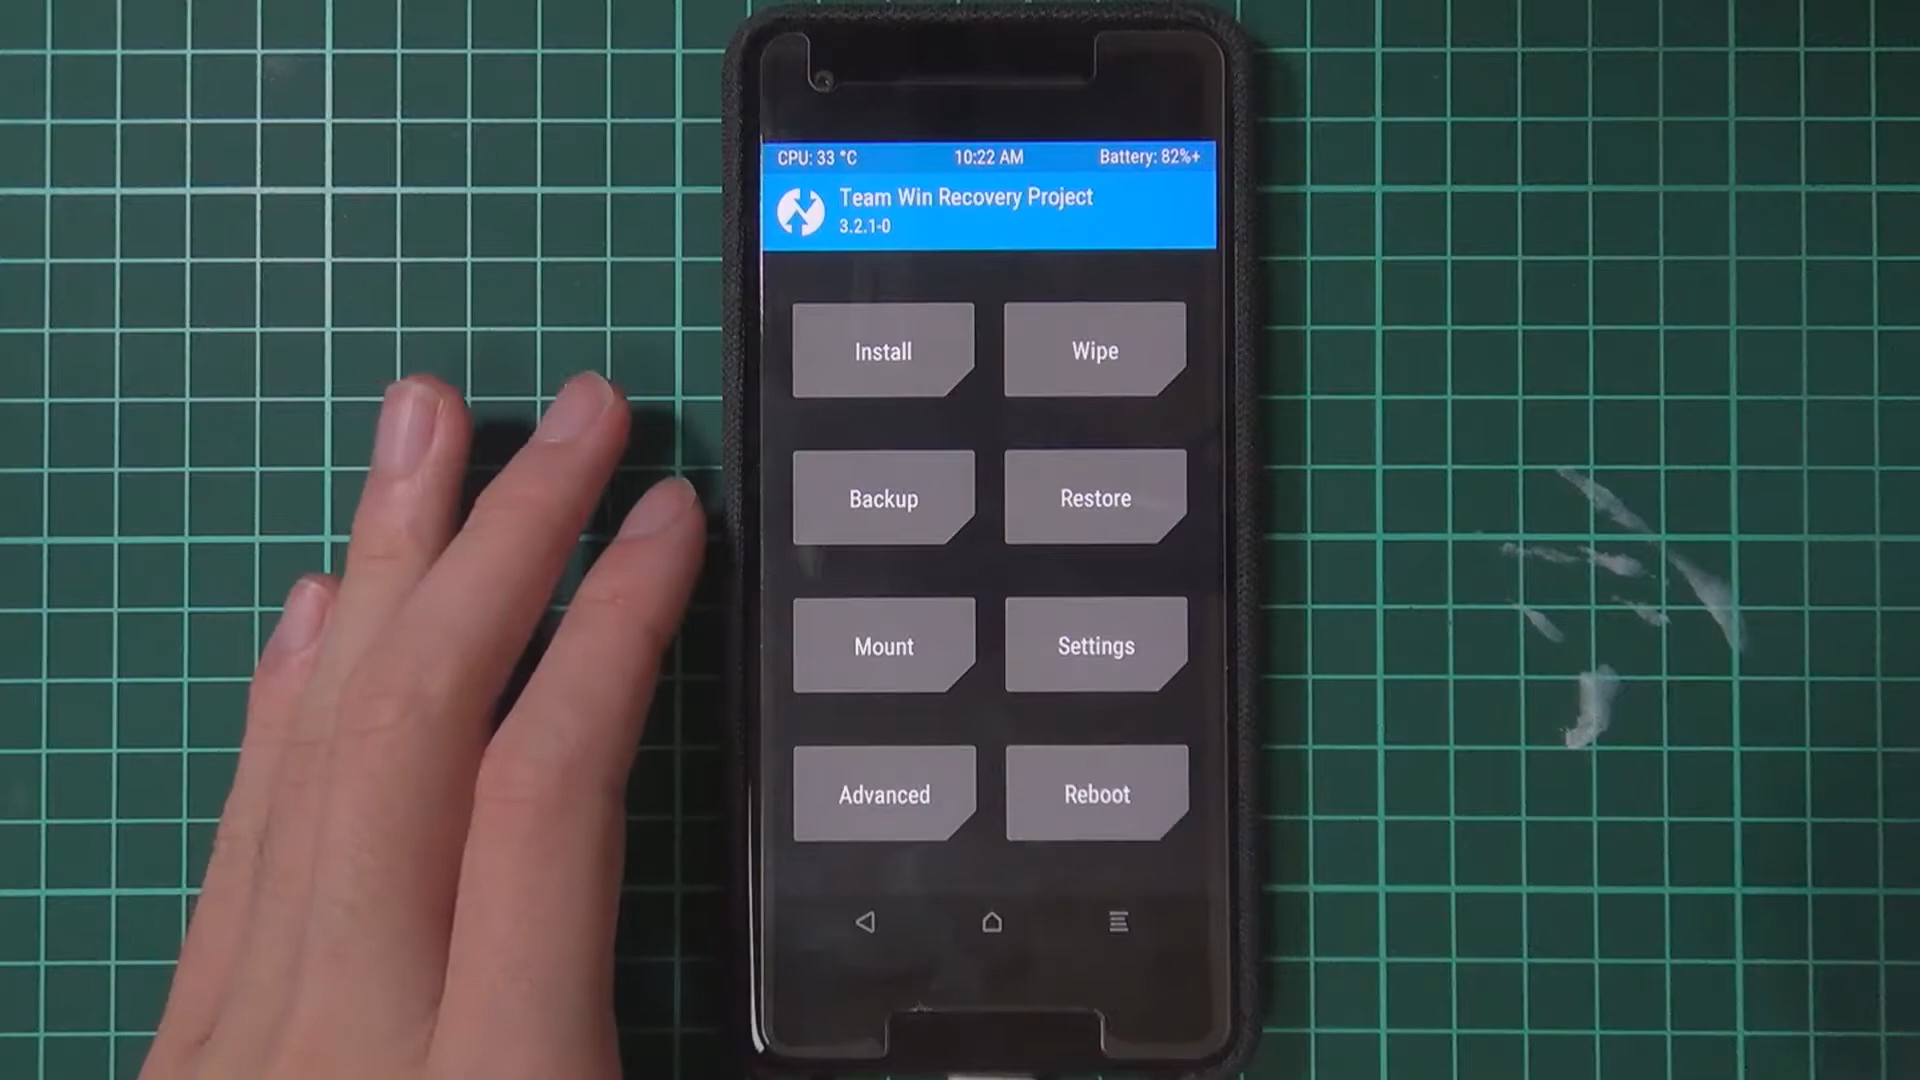 CPU: 33 °C 10:22 AM Battery: 82%+
Team Win Recovery Project
3.2.1-0
Install Wipe
Backup Restore
Mount Settings
Advanced Reboot